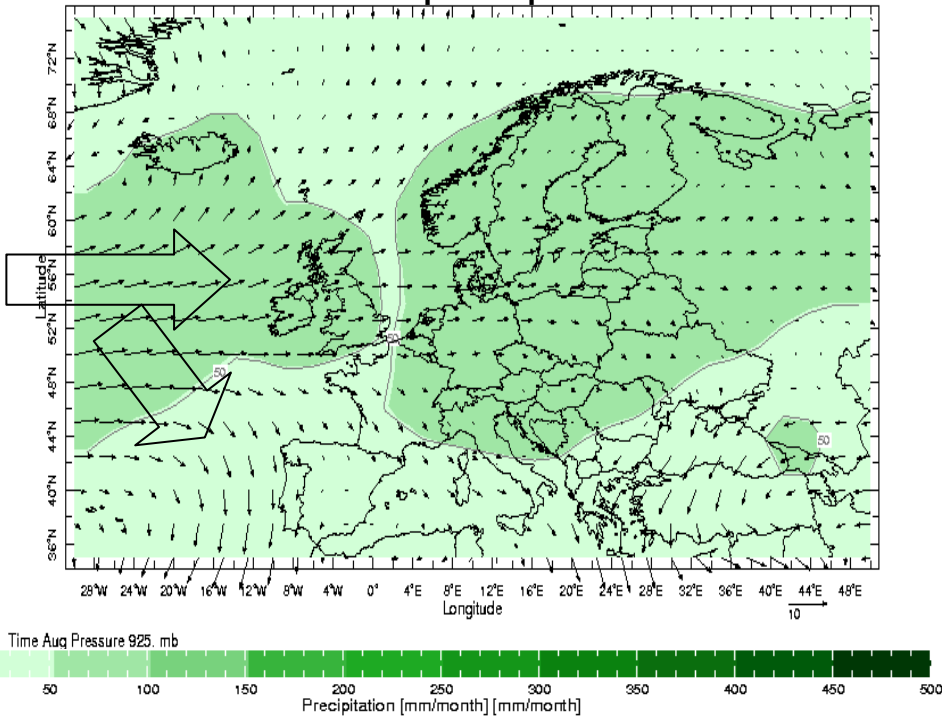 72°N
68°N
64°N
60°N
56°N
52°N
48°N
44°N
40°N
36°N
Latitude
50
50
50
28°W 24°W 20°W 16°W 12°W 8°W 4°W 0° 4°E 8°E 12°E 16°E 20°E 24°E 28°E 32°E 36°E 40°E 44°E 48°E
Longitude
10
Time Aug Pressure 925. mb
50 100 150 200 250 300 350 400 450 500
Precipitation [mm/month] [mm/month]